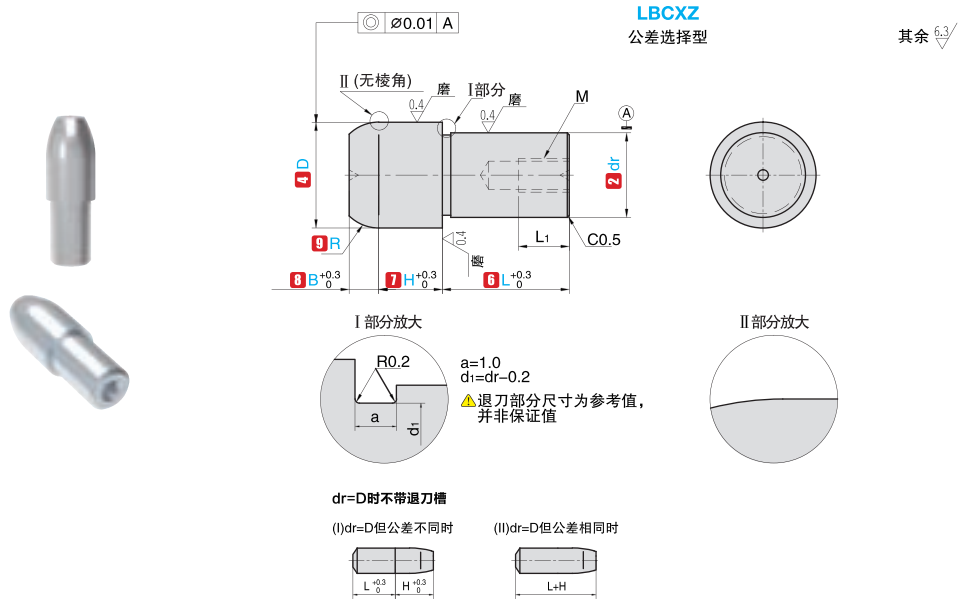 LBCXZ
公差选择型
其余 6.3
◎ Ø0.01 A
II (无棱角)
0.4 磨
I部分
0.4 磨
M
A
4 D
2 dr
9 R
0.4 磨
L1
C0.5
8 B +0.3 0
7 H +0.3 0
6 L +0.3 0
I 部分放大
II 部分放大
R0.2
a
d1
a=1.0
d1=dr-0.2
退刀部分尺寸为参考值，
并非保证值
dr=D时不带退刀槽
(I)dr=D但公差不同时
(II)dr=D但公差相同时
L +0.3 0
H +0.3 0
L+H